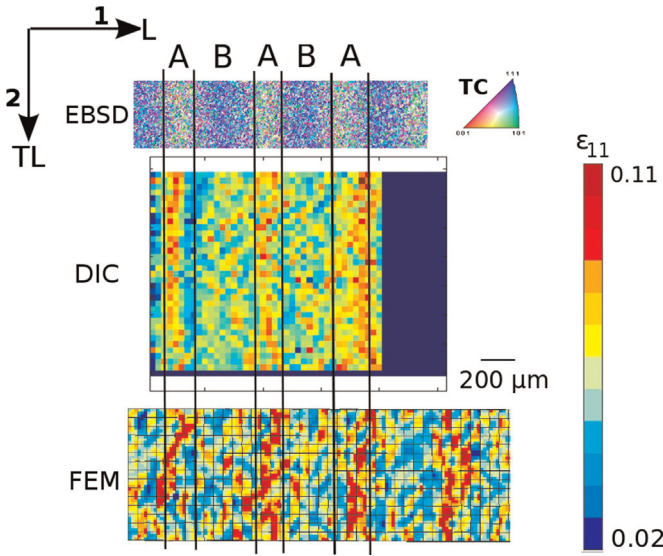 1
L
2
TL
A B A B A
EBSD
TC
111
001
101
DIC
200 μm
FEM
ε11
0.11
0.02